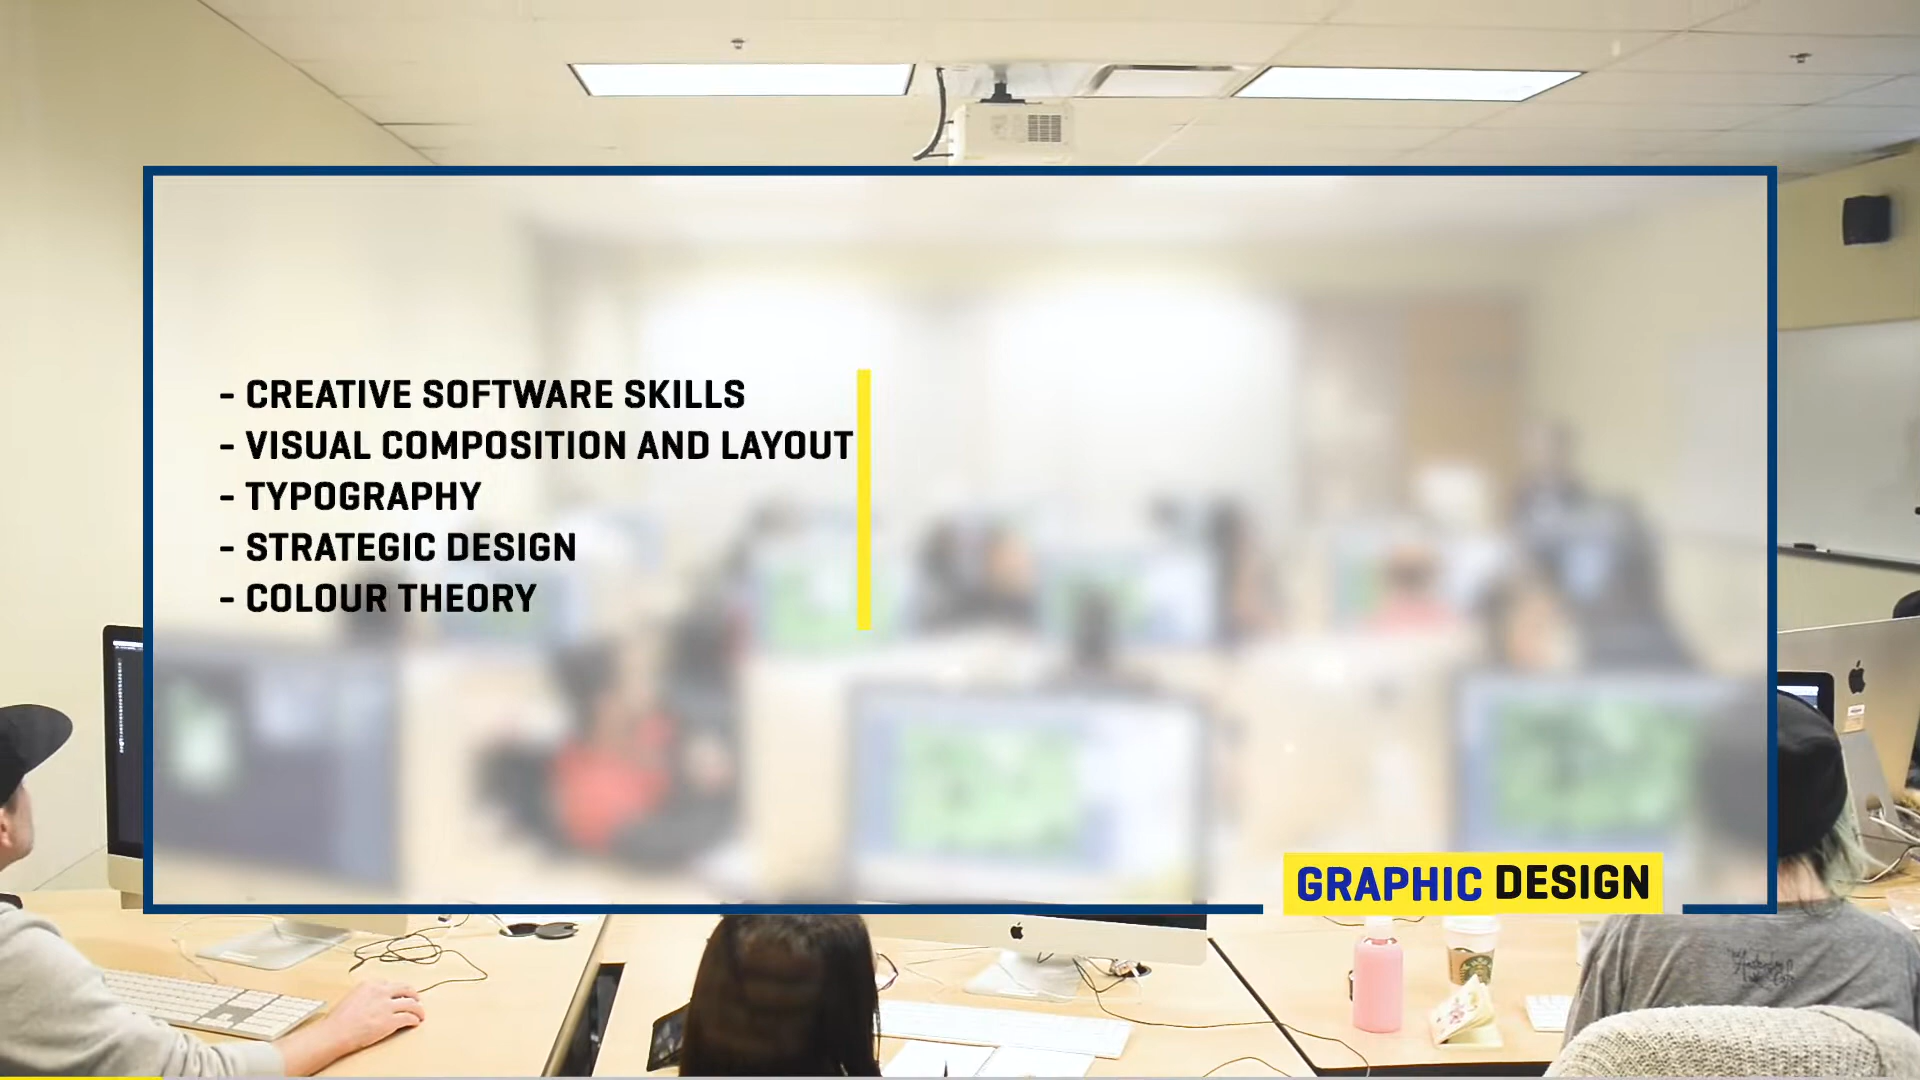 - CREATIVE SOFTWARE SKILLS
- VISUAL COMPOSITION AND LAYOUT
- TYPOGRAPHY
- STRATEGIC DESIGN
- COLOUR THEORY
GRAPHIC DESIGN